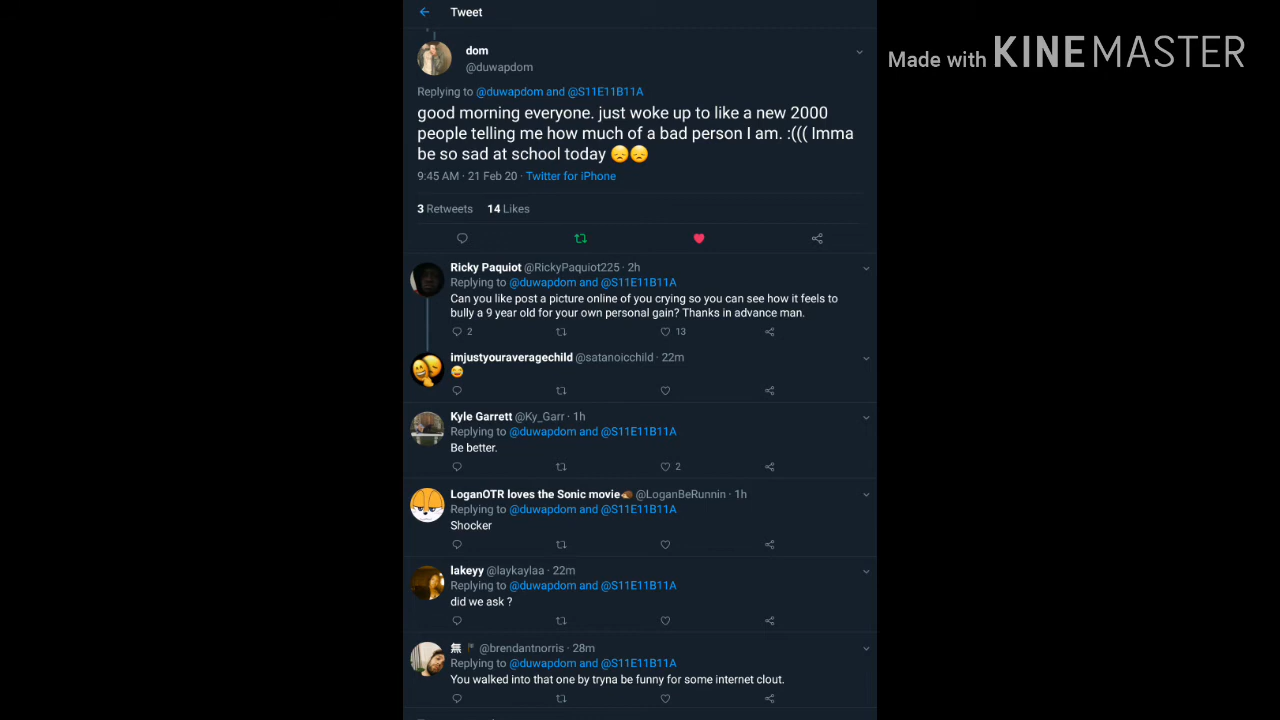 Tweet
Made with KINEMASTER
dom
@duwapdom
Replying to @duwapdom and @S11E11B11A
good morning everyone. just woke up to like a new 2000
people telling me how much of a bad person I am. :((( Imma
be so sad at school today 😞😞
9:45 AM · 21 Feb 20 · Twitter for iPhone
3 Retweets 14 Likes
Ricky Paquiot @RickyPaquiot225 · 2h
Replying to @duwapdom and @S11E11B11A
Can you like post a picture online of you crying so you can see how it feels to
bully a 9 year old for your own personal gain? Thanks in advance man.
2 13
imjustyouraveragechild @satanoicchild · 22m
😂
Kyle Garrett @Ky_Garr · 1h
Replying to @duwapdom and @S11E11B11A
Be better.
2
LoganOTR loves the Sonic movie🦔 @LoganBeRunnin · 1h
Replying to @duwapdom and @S11E11B11A
Shocker
lakeyy @laykaylaa · 22m
Replying to @duwapdom and @S11E11B11A
did we ask ?
無 🏴 @brendantnorris · 28m
Replying to @duwapdom and @S11E11B11A
You walked into that one by tryna be funny for some internet clout.